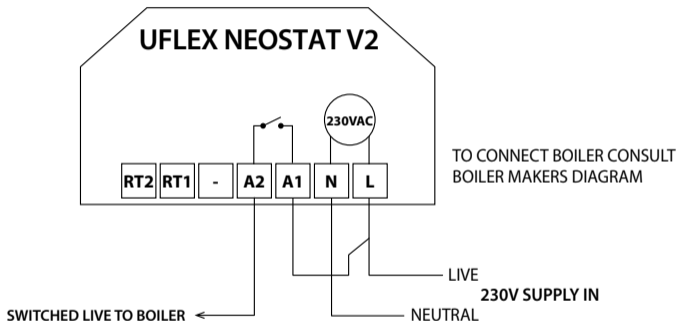 UFLEX NEOSTAT V2
230VAC
RT2 RT1 - A2 A1 N L
TO CONNECT BOILER CONSULT
BOILER MAKERS DIAGRAM
LIVE
230V SUPPLY IN
NEUTRAL
SWITCHED LIVE TO BOILER